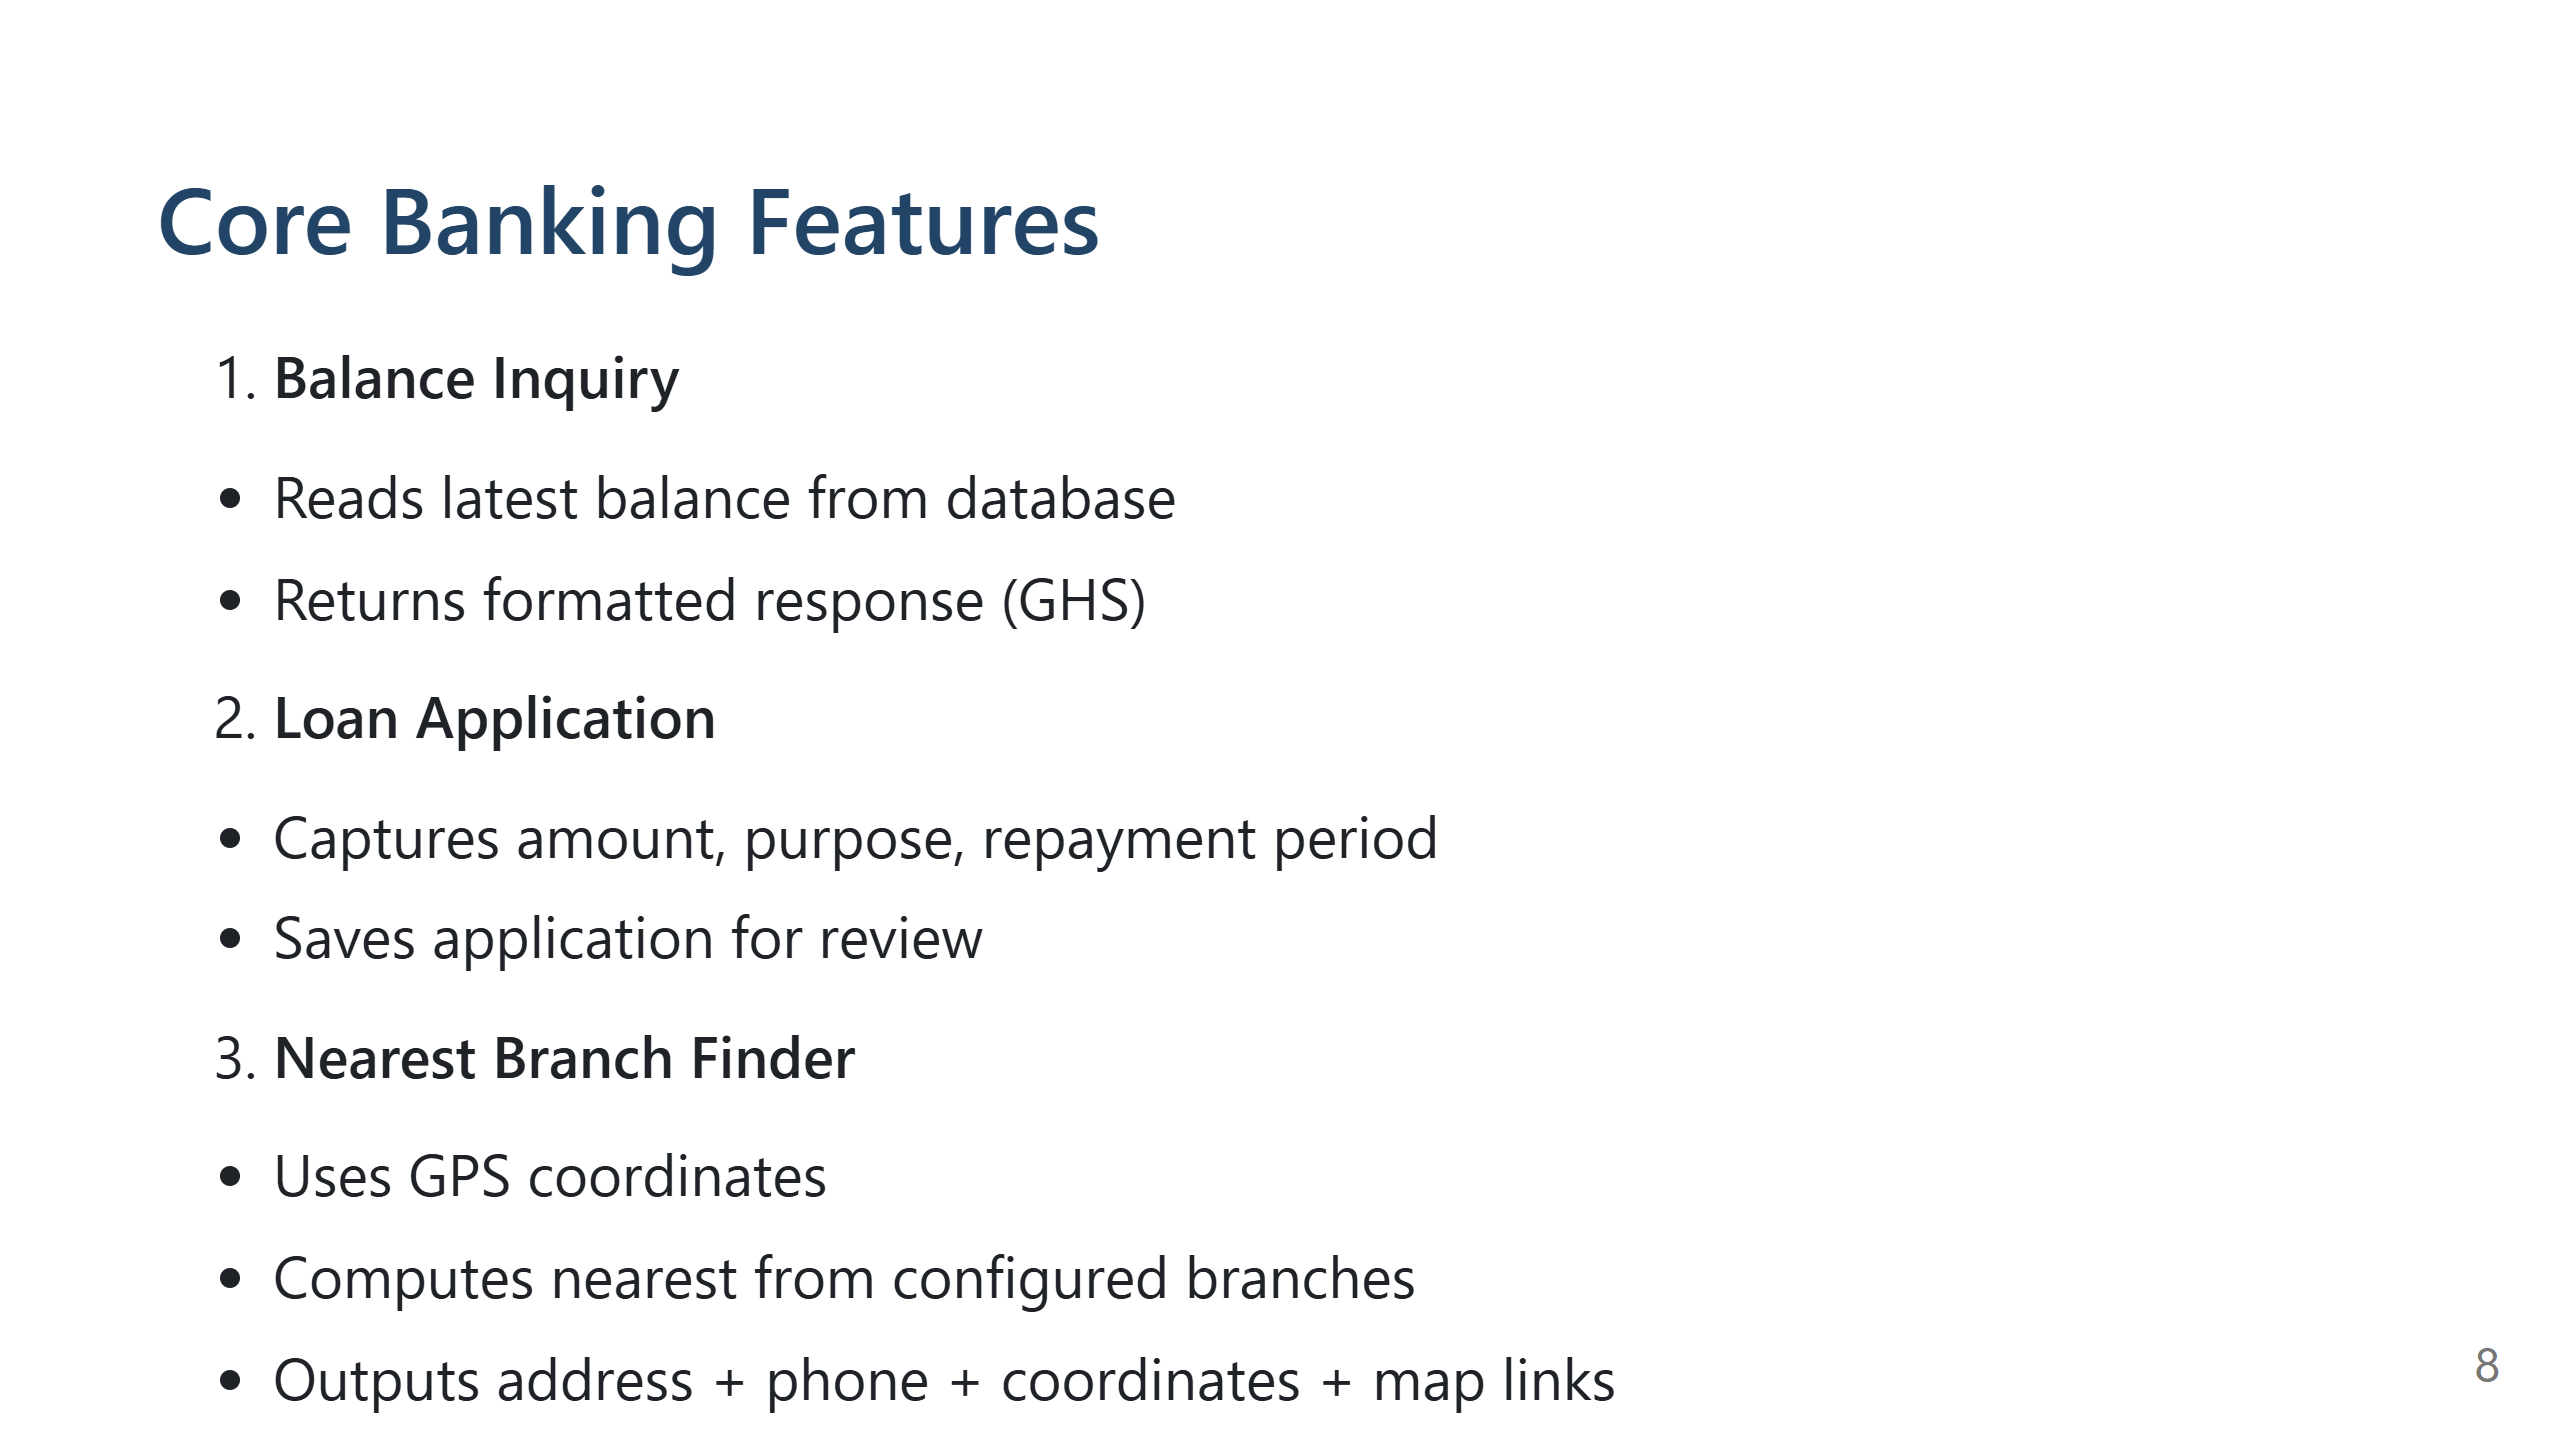 Core Banking Features
1. Balance Inquiry
• Reads latest balance from database
• Returns formatted response (GHS)
2. Loan Application
• Captures amount, purpose, repayment period
• Saves application for review
3. Nearest Branch Finder
• Uses GPS coordinates
• Computes nearest from configured branches
• Outputs address + phone + coordinates + map links
8